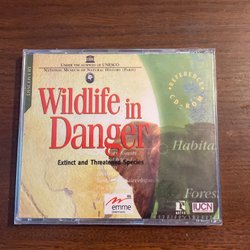 UNDER THE AUSPICES OF UNESCO
NATIONAL MUSEUM OF NATURAL HISTORY (PARIS)
DISCOVERY
REFERENCE
CD-ROM
Wildlife in
Danger
Extinct and Threatened Species
Habita
Fores
emme
IUCN